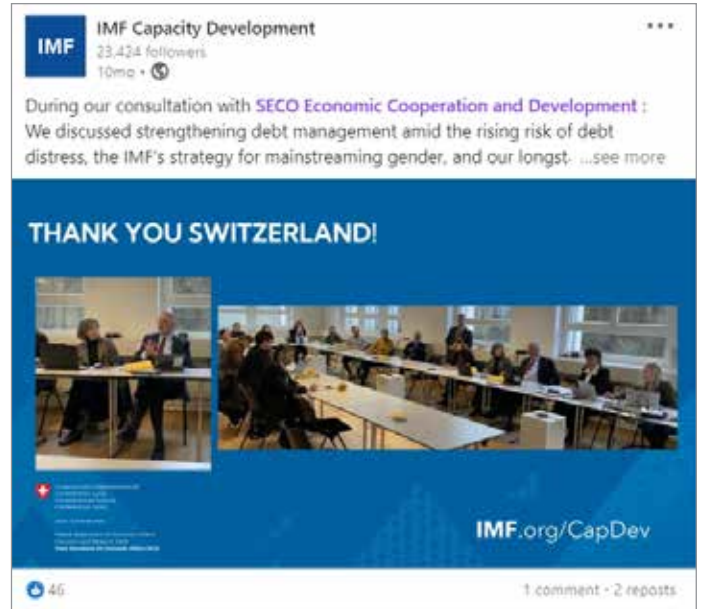 IMF
IMF Capacity Development
23,424 followers
10mo •
During our consultation with SECO Economic Cooperation and Development :
We discussed strengthening debt management amid the rising risk of debt
distress, the IMF's strategy for mainstreaming gender, and our longst- ...see more
THANK YOU SWITZERLAND!
IMF.org/CapDev
46
1 comment • 2 reposts